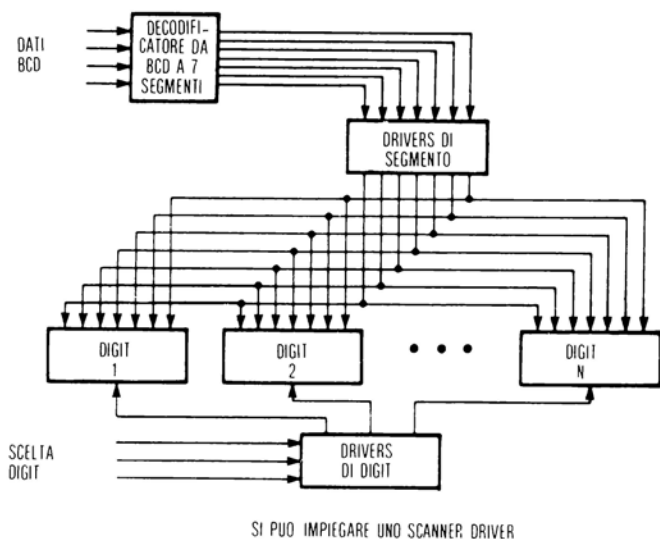 DATI
BCD
DECODIFI-
CATORE DA
BCD A 7
SEGMENTI
DRIVERS DI
SEGMENTO
DIGIT
1
DIGIT
2
DIGIT
N
SCELTA
DIGIT
DRIVERS
DI DIGIT
SI PUO IMPIEGARE UNO SCANNER DRIVER